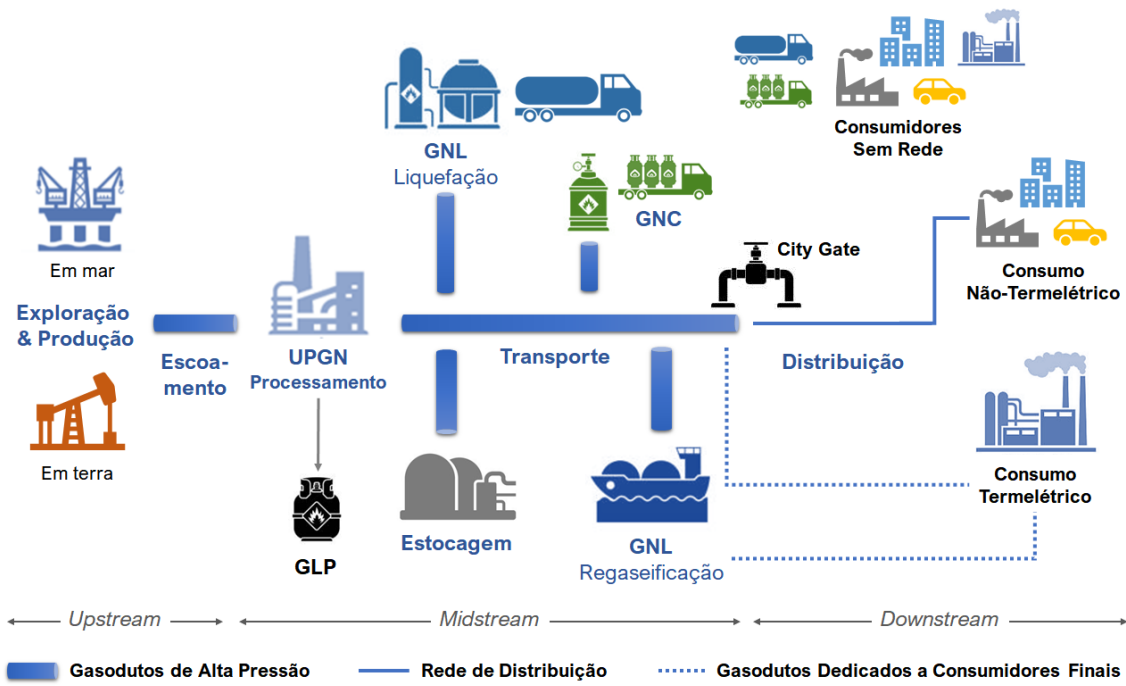 Consumidores
Sem Rede
GNL
Liquefação
GNC
Em mar
City Gate
Consumo
Não-Termelétrico
Exploração
& Produção
Escoa-
mento
UPGN
Processamento
Transporte
Distribuição
Em terra
GLP
Estocagem
GNL
Regaseificação
Consumo
Termelétrico
Upstream
Midstream
Downstream
Gasodutos de Alta Pressão
Rede de Distribuição
Gasodutos Dedicados a Consumidores Finais